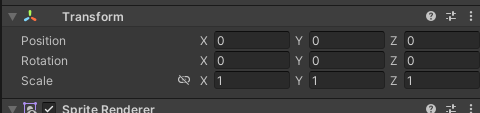 Transform
Position X 0 Y 0 Z 0
Rotation X 0 Y 0 Z 0
Scale X 1 Y 1 Z 1
Sprite Renderer